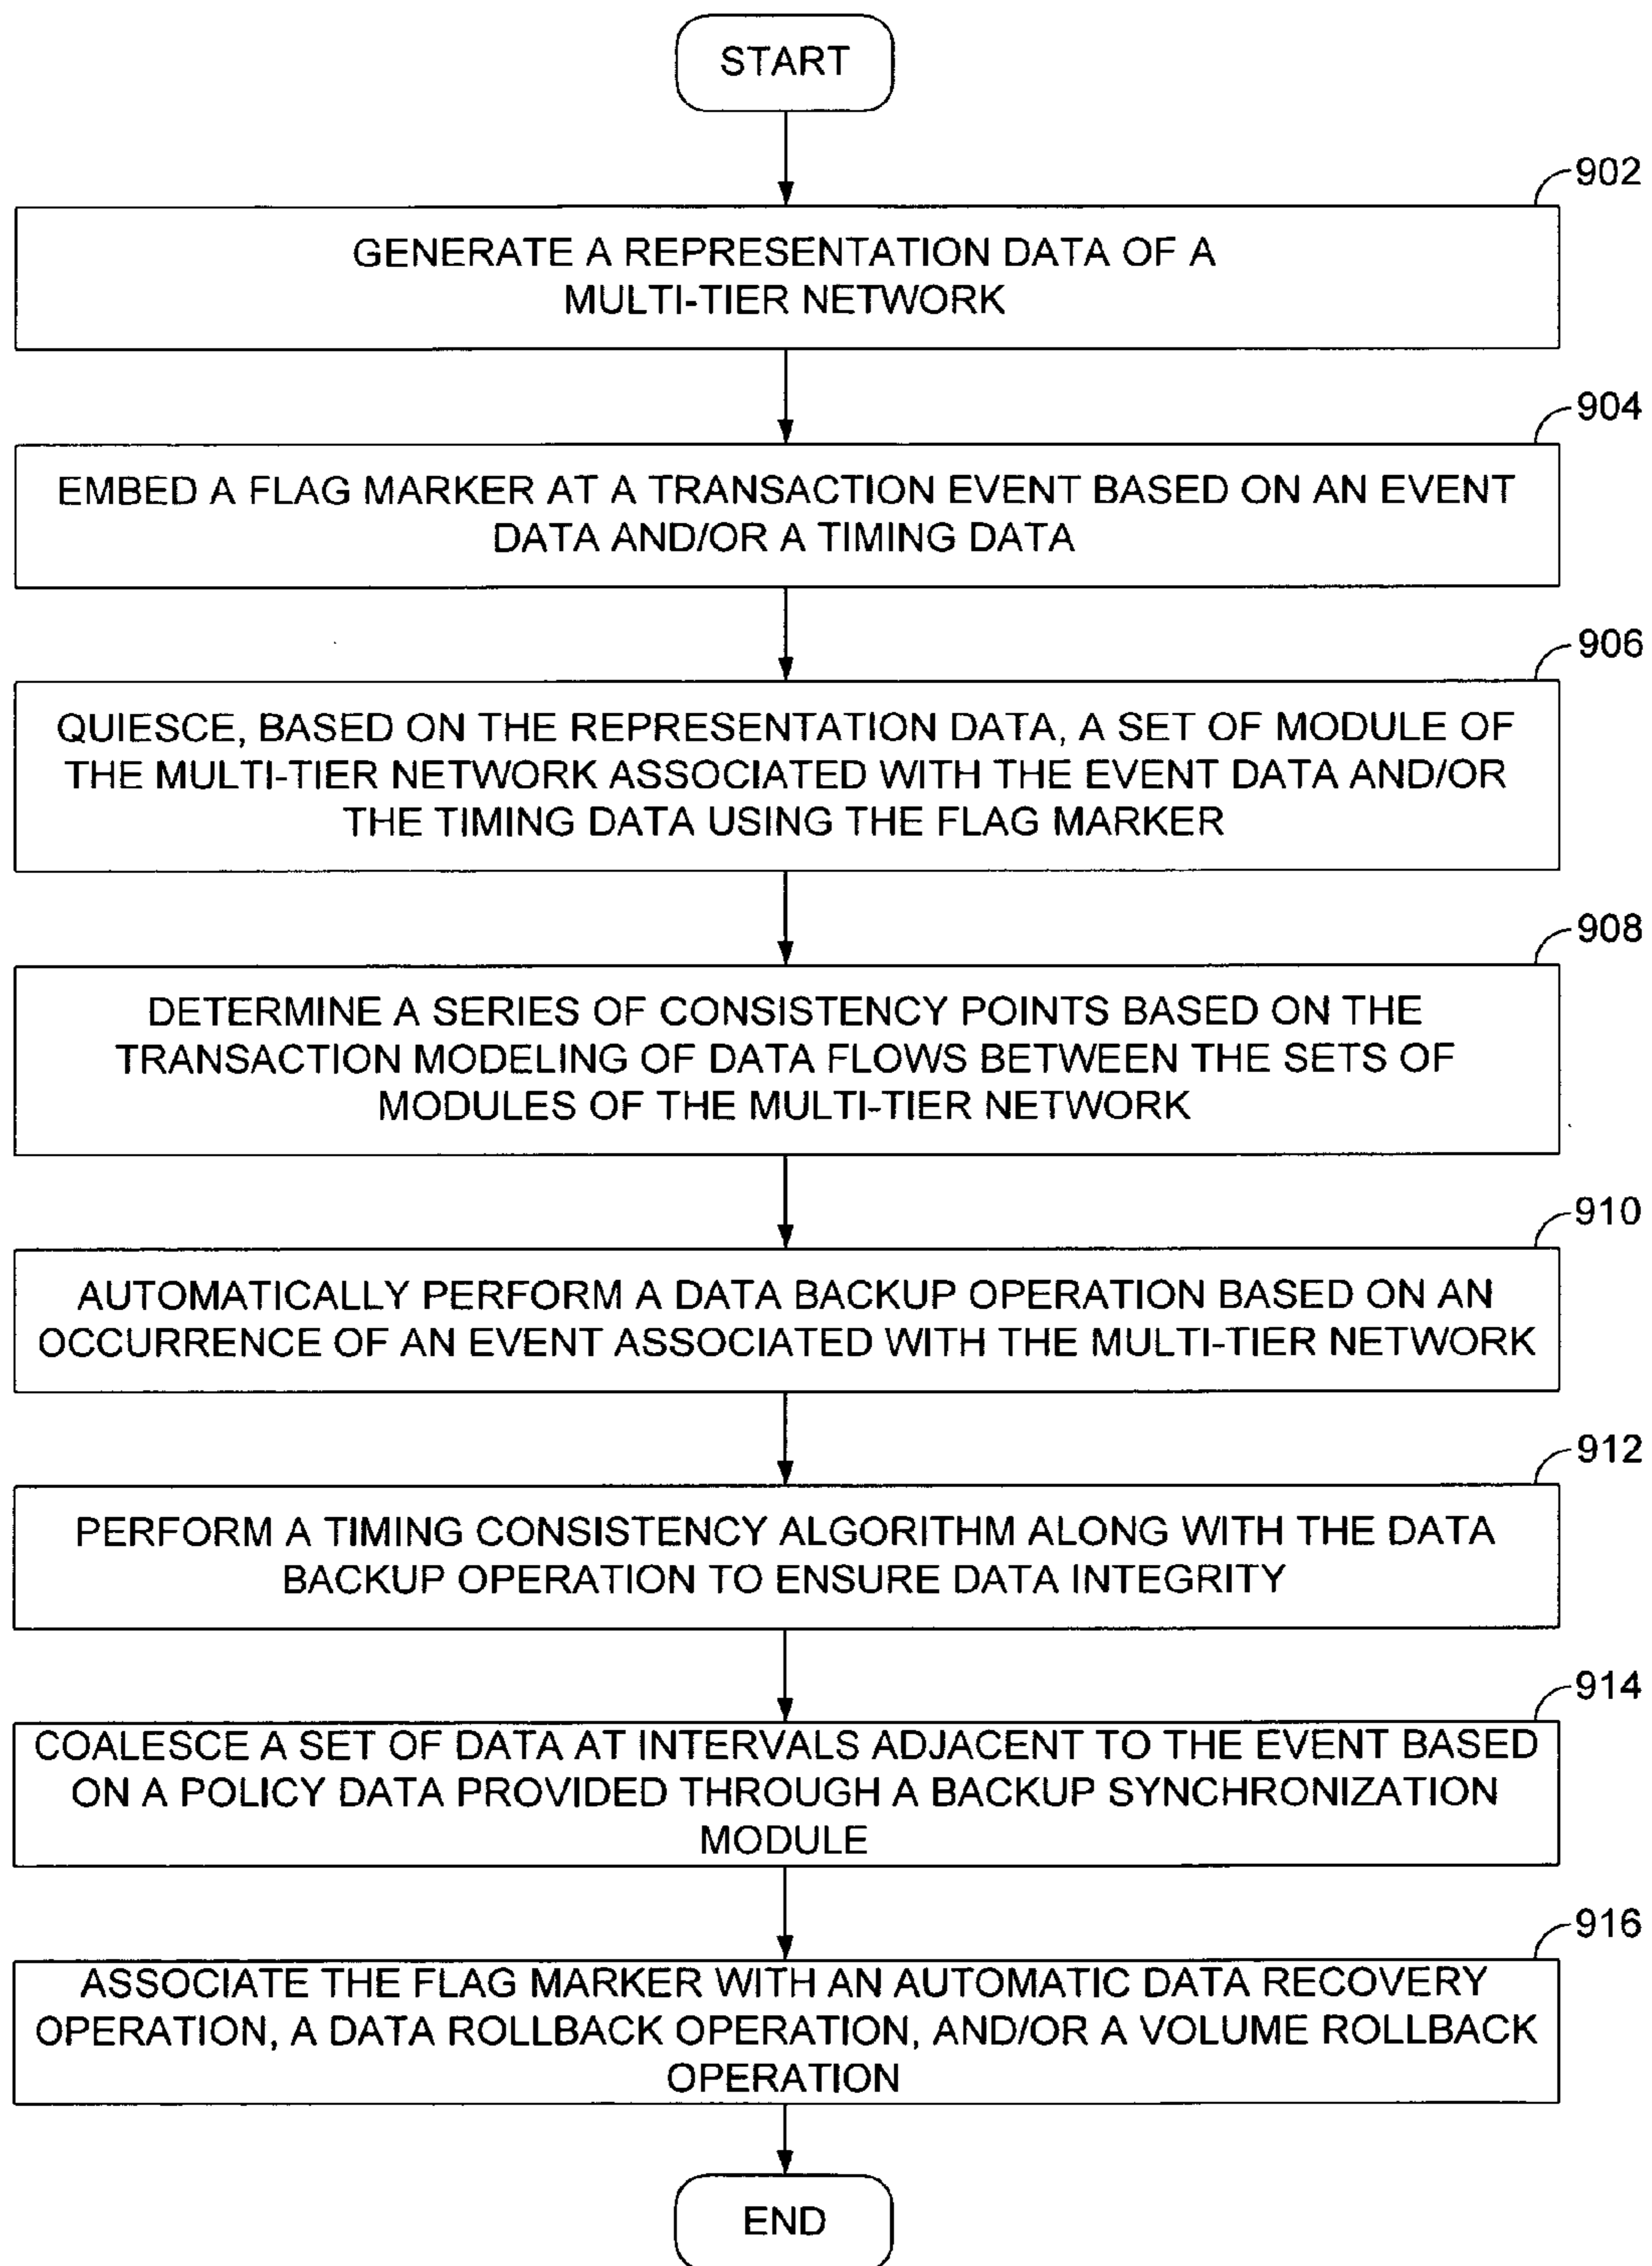 START
902
GENERATE A REPRESENTATION DATA OF A
MULTI-TIER NETWORK
904
EMBED A FLAG MARKER AT A TRANSACTION EVENT BASED ON AN EVENT
DATA AND/OR A TIMING DATA
906
QUIESCE, BASED ON THE REPRESENTATION DATA, A SET OF MODULE OF
THE MULTI-TIER NETWORK ASSOCIATED WITH THE EVENT DATA AND/OR
THE TIMING DATA USING THE FLAG MARKER
908
DETERMINE A SERIES OF CONSISTENCY POINTS BASED ON THE
TRANSACTION MODELING OF DATA FLOWS BETWEEN THE SETS OF
MODULES OF THE MULTI-TIER NETWORK
910
AUTOMATICALLY PERFORM A DATA BACKUP OPERATION BASED ON AN
OCCURRENCE OF AN EVENT ASSOCIATED WITH THE MULTI-TIER NETWORK
912
PERFORM A TIMING CONSISTENCY ALGORITHM ALONG WITH THE DATA
BACKUP OPERATION TO ENSURE DATA INTEGRITY
914
COALESCE A SET OF DATA AT INTERVALS ADJACENT TO THE EVENT BASED
ON A POLICY DATA PROVIDED THROUGH A BACKUP SYNCHRONIZATION
MODULE
916
ASSOCIATE THE FLAG MARKER WITH AN AUTOMATIC DATA RECOVERY
OPERATION, A DATA ROLLBACK OPERATION, AND/OR A VOLUME ROLLBACK
OPERATION
END